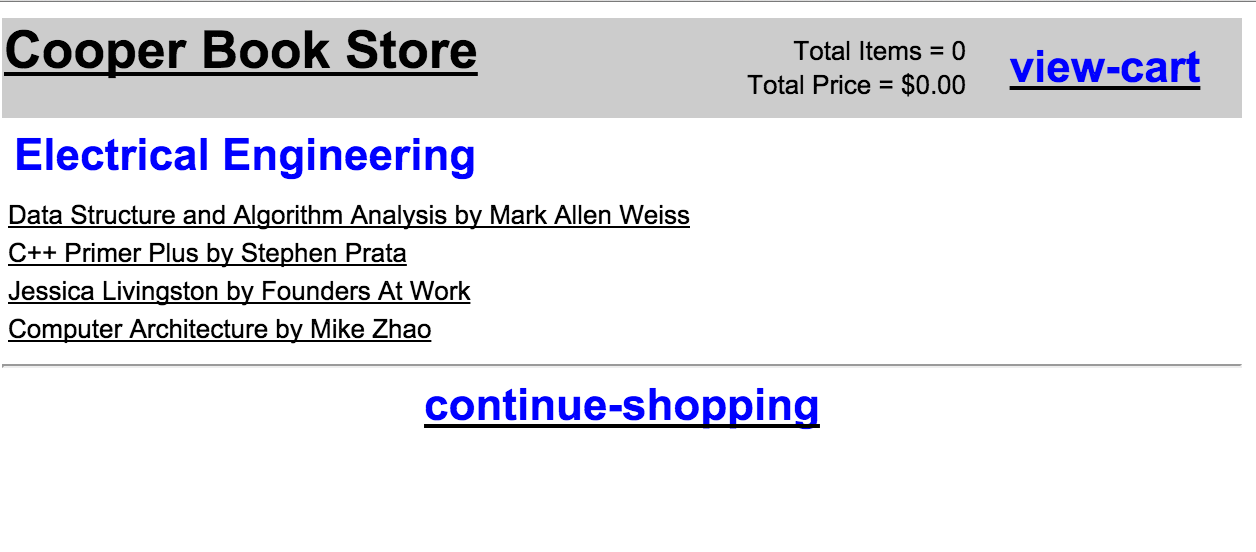 Cooper Book Store
Total Items = 0
Total Price = $0.00
view-cart
Electrical Engineering
Data Structure and Algorithm Analysis by Mark Allen Weiss
C++ Primer Plus by Stephen Prata
Jessica Livingston by Founders At Work
Computer Architecture by Mike Zhao
continue-shopping